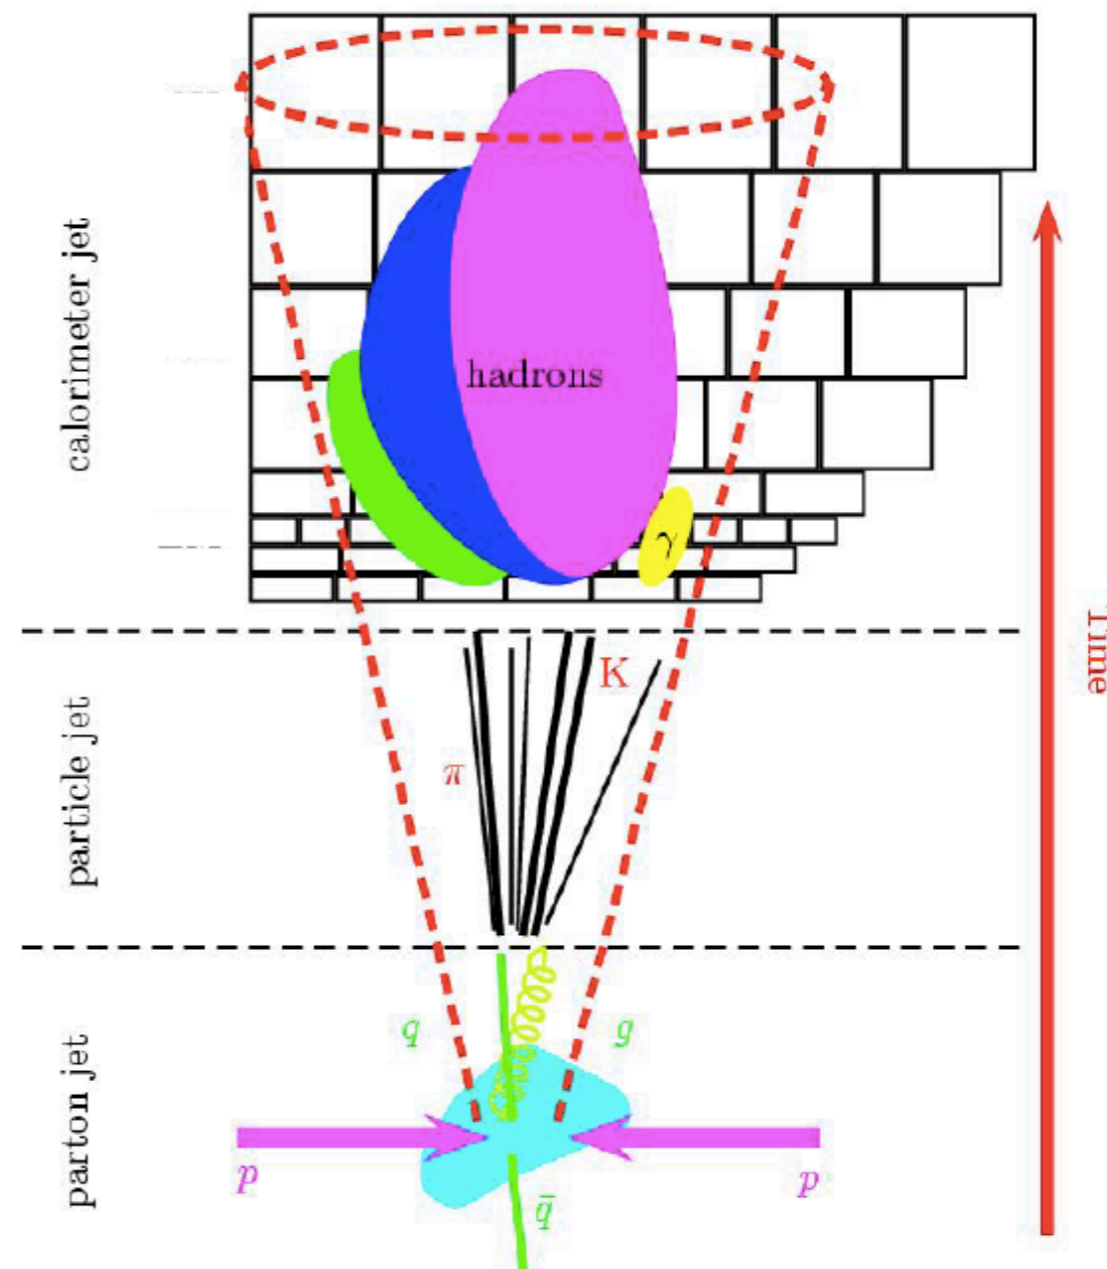 calorimeter jet
hadrons
γ
Time
particle jet
K
π
parton jet
q
g
p
p
q̄